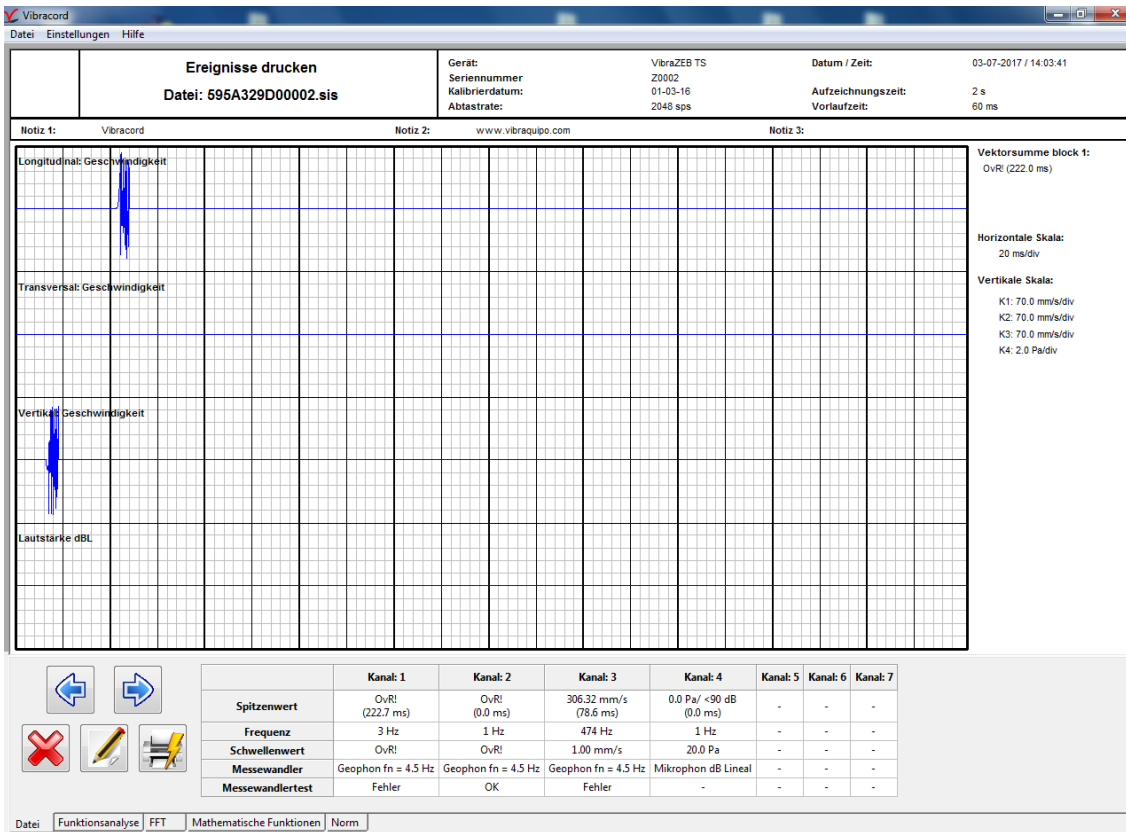 Vibracord
Datei Einstellungen Hilfe
Ereignisse drucken
Datei: 595A329D00002.sis
Gerät: VibraZEB TS
Seriennummer Z0002
Kalibrierdatum: 01-03-16
Abtastrate: 2048 sps
Datum / Zeit: 03-07-2017 / 14:03:41
Aufzeichnungszeit: 2 s
Vorlaufzeit: 60 ms
Notiz 1: Vibracord Notiz 2: www.vibraquipo.com Notiz 3:
Longitudinal: Geschwindigkeit
Transversal: Geschwindigkeit
Vertikal: Geschwindigkeit
Lautstärke dBL
Vektorsumme block 1:
OvR! (222.0 ms)
Horizontale Skala:
20 ms/div
Vertikale Skala:
K1: 70.0 mm/s/div
K2: 70.0 mm/s/div
K3: 70.0 mm/s/div
K4: 2.0 Pa/div
Kanal: 1 Kanal: 2 Kanal: 3 Kanal: 4 Kanal: 5 Kanal: 6 Kanal: 7
Spitzenwert OvR! (222.7 ms) OvR! (0.0 ms) 306.32 mm/s (78.6 ms) 0.0 Pa/ <90 dB (0.0 ms) - - -
Frequenz 3 Hz 1 Hz 474 Hz 1 Hz - - -
Schwellenwert OvR! OvR! 1.00 mm/s 20.0 Pa - - -
Messewandler Geophon fn = 4.5 Hz Geophon fn = 4.5 Hz Geophon fn = 4.5 Hz Mikrophon dB Lineal - - -
Messewandlertest Fehler OK Fehler - - - -
Datei Funktionsanalyse FFT Mathematische Funktionen Norm